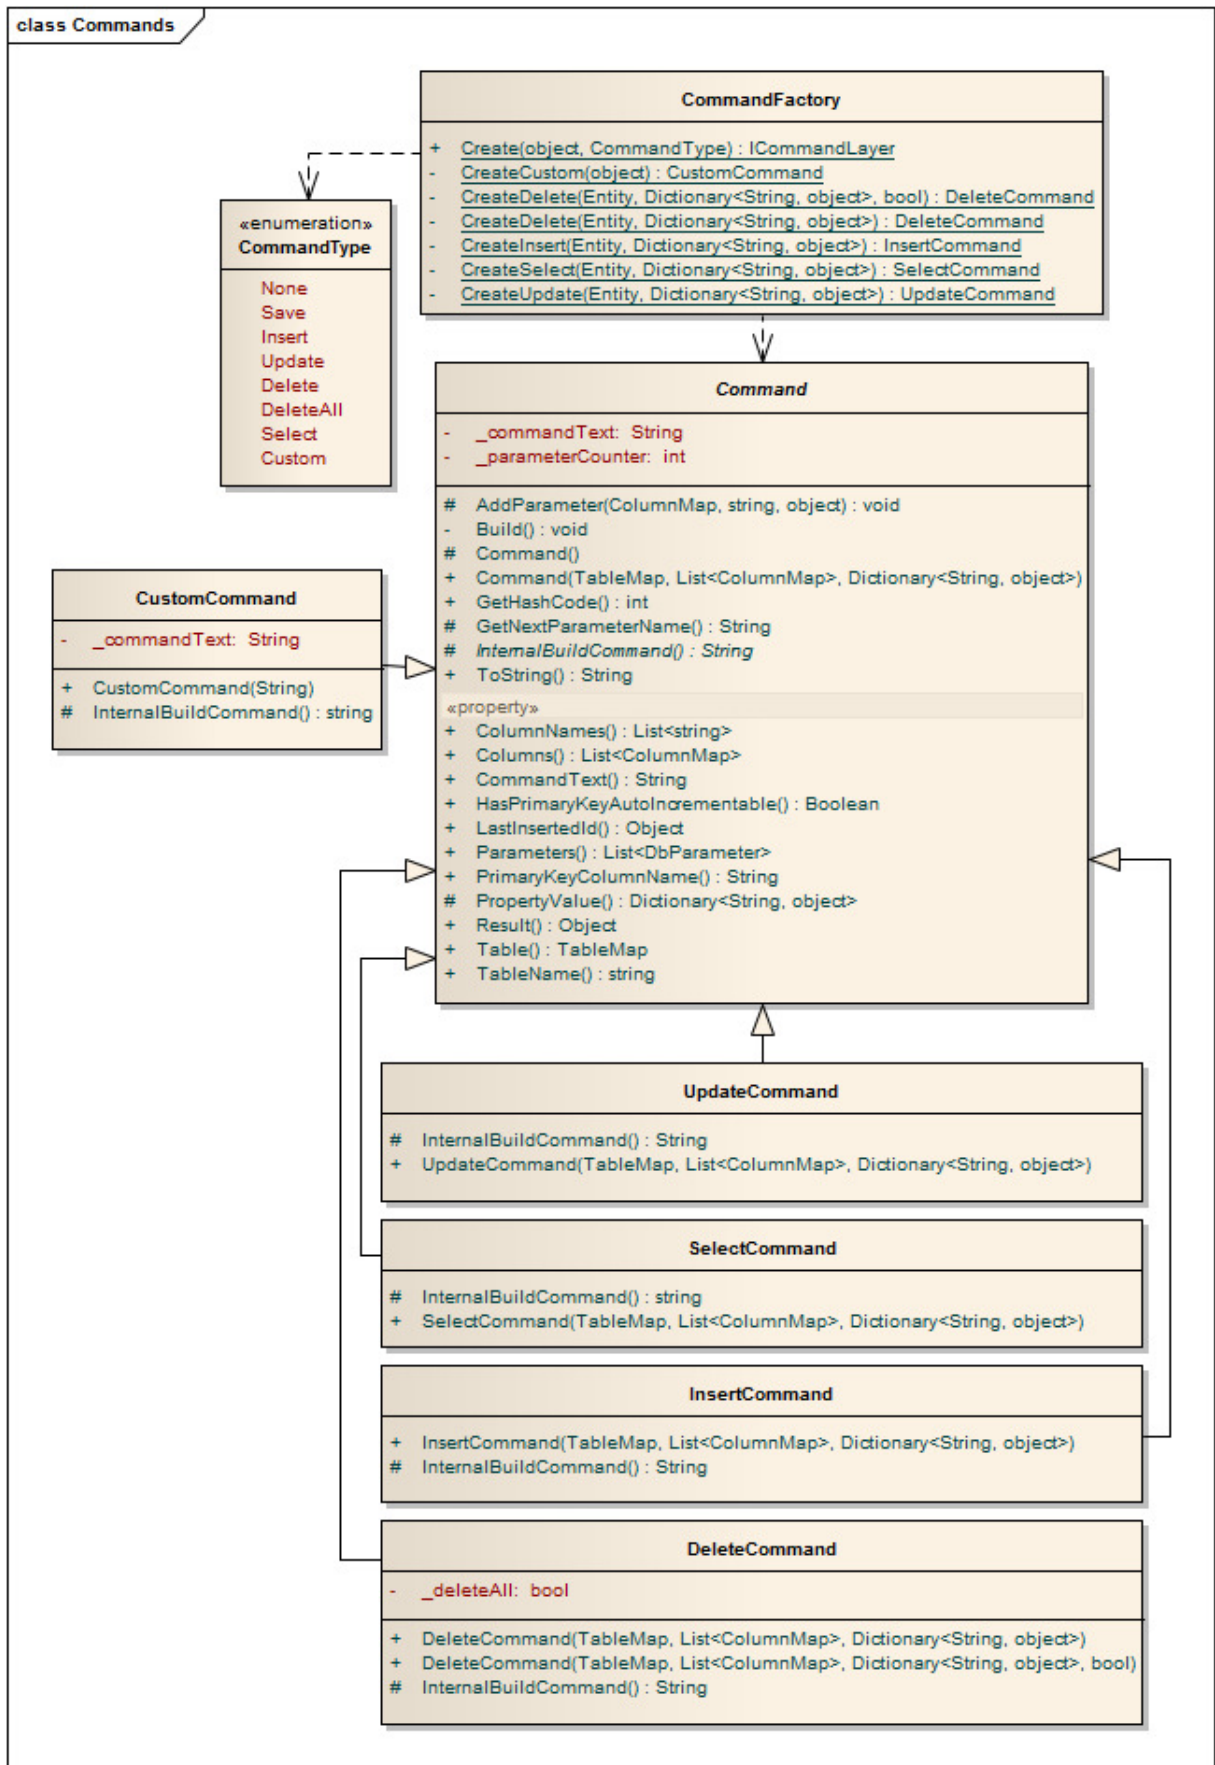 class Commands
CommandFactory
+ Create(object, CommandType) : ICommandLayer
- CreateCustom(object) : CustomCommand
- CreateDelete(Entity, Dictionary<String, object>, bool) : DeleteCommand
- CreateDelete(Entity, Dictionary<String, object>) : DeleteCommand
- CreateInsert(Entity, Dictionary<String, object>) : InsertCommand
- CreateSelect(Entity, Dictionary<String, object>) : SelectCommand
- CreateUpdate(Entity, Dictionary<String, object>) : UpdateCommand
«enumeration»
CommandType
None
Save
Insert
Update
Delete
DeleteAll
Select
Custom
Command
- _commandText: String
- _parameterCounter: int
# AddParameter(ColumnMap, string, object) : void
- Build() : void
# Command()
+ Command(TableMap, List<ColumnMap>, Dictionary<String, object>)
+ GetHashCode() : int
# GetNextParameterName() : String
# InternalBuildCommand() : String
+ ToString() : String
«property»
+ ColumnNames() : List<string>
+ Columns() : List<ColumnMap>
+ CommandText() : String
+ HasPrimaryKeyAutoIncrementable() : Boolean
+ LastInsertedId() : Object
+ Parameters() : List<DbParameter>
+ PrimaryKeyColumnName() : String
# PropertyValue() : Dictionary<String, object>
+ Result() : Object
+ Table() : TableMap
+ TableName() : string
CustomCommand
- _commandText: String
+ CustomCommand(String)
# InternalBuildCommand() : string
UpdateCommand
# InternalBuildCommand() : String
+ UpdateCommand(TableMap, List<ColumnMap>, Dictionary<String, object>)
SelectCommand
# InternalBuildCommand() : string
+ SelectCommand(TableMap, List<ColumnMap>, Dictionary<String, object>)
InsertCommand
+ InsertCommand(TableMap, List<ColumnMap>, Dictionary<String, object>)
# InternalBuildCommand() : String
DeleteCommand
- _deleteAll: bool
+ DeleteCommand(TableMap, List<ColumnMap>, Dictionary<String, object>)
+ DeleteCommand(TableMap, List<ColumnMap>, Dictionary<String, object>, bool)
# InternalBuildCommand() : String